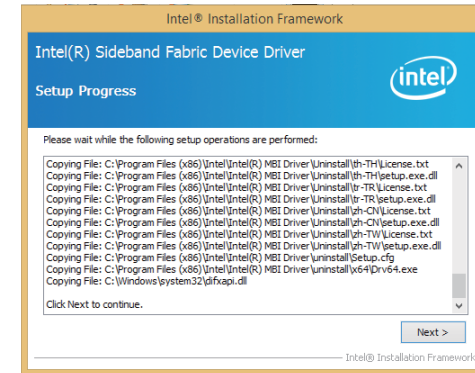 Intel® Installation Framework
Intel(R) Sideband Fabric Device Driver
intel
Setup Progress
Please wait while the following setup operations are performed:
Copying File: C:\Program Files (x86)\Intel\Intel(R) MBI Driver\Uninstall\th-TH\License.txt
Copying File: C:\Program Files (x86)\Intel\Intel(R) MBI Driver\Uninstall\th-TH\setup.exe.dll
Copying File: C:\Program Files (x86)\Intel\Intel(R) MBI Driver\Uninstall\tr-TR\License.txt
Copying File: C:\Program Files (x86)\Intel\Intel(R) MBI Driver\Uninstall\tr-TR\setup.exe.dll
Copying File: C:\Program Files (x86)\Intel\Intel(R) MBI Driver\Uninstall\zh-CN\License.txt
Copying File: C:\Program Files (x86)\Intel\Intel(R) MBI Driver\Uninstall\zh-CN\setup.exe.dll
Copying File: C:\Program Files (x86)\Intel\Intel(R) MBI Driver\Uninstall\zh-TW\License.txt
Copying File: C:\Program Files (x86)\Intel\Intel(R) MBI Driver\Uninstall\zh-TW\setup.exe.dll
Copying File: C:\Program Files (x86)\Intel\Intel(R) MBI Driver\uninstall\Setup.cfg
Copying File: C:\Program Files (x86)\Intel\Intel(R) MBI Driver\uninstall\x64\Drv64.exe
Copying File: C:\Windows\system32\difxapi.dll
Click Next to continue.
Next >
Intel® Installation Framework